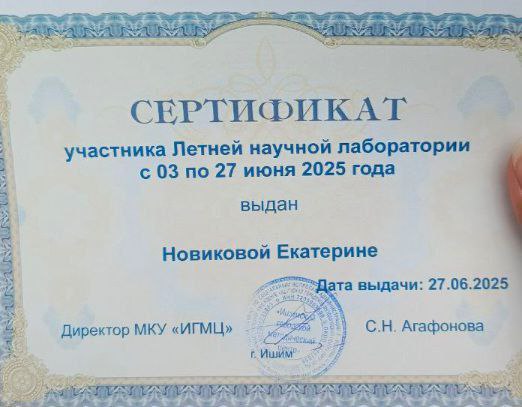 СЕРТИФИКАТ
участника Летней научной лаборатории
с 03 по 27 июня 2025 года
выдан
Новиковой Екатерине
Дата выдачи: 27.06.2025
Директор МКУ «ИГМЦ»
С.Н. Агафонова
г. Ишим